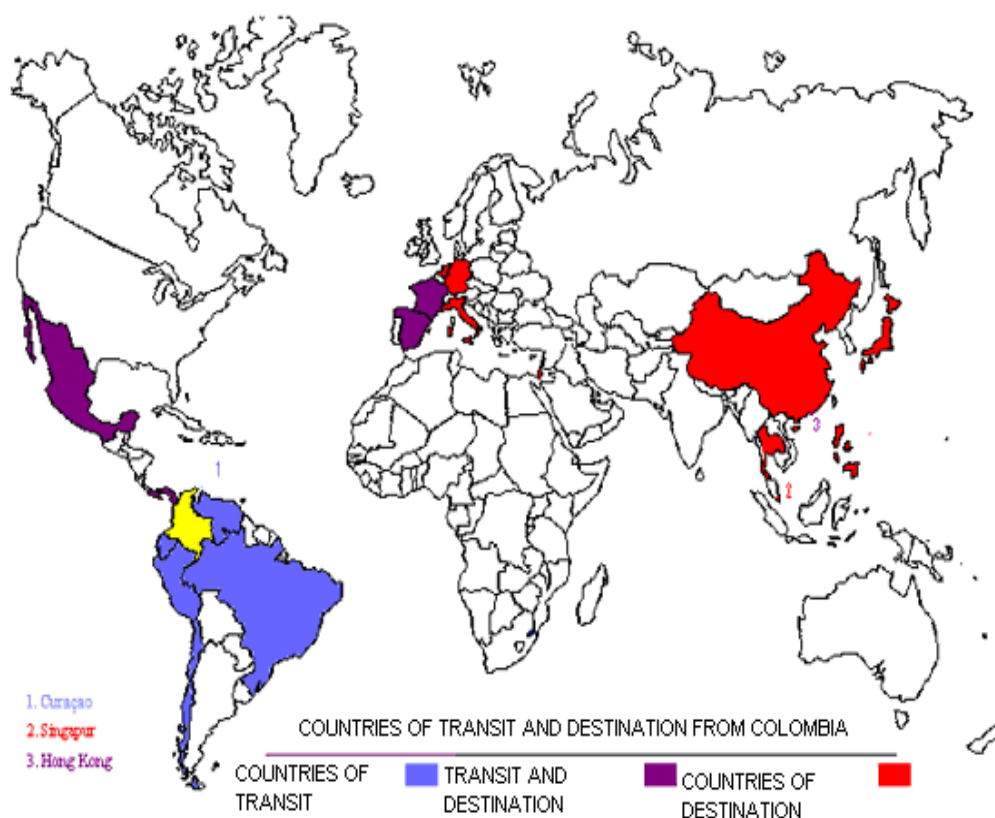 1
3
2
1. Curaçao
2. Singapur
3. Hong Kong
COUNTRIES OF TRANSIT AND DESTINATION FROM COLOMBIA
COUNTRIES OF TRANSIT
TRANSIT AND DESTINATION
COUNTRIES OF DESTINATION